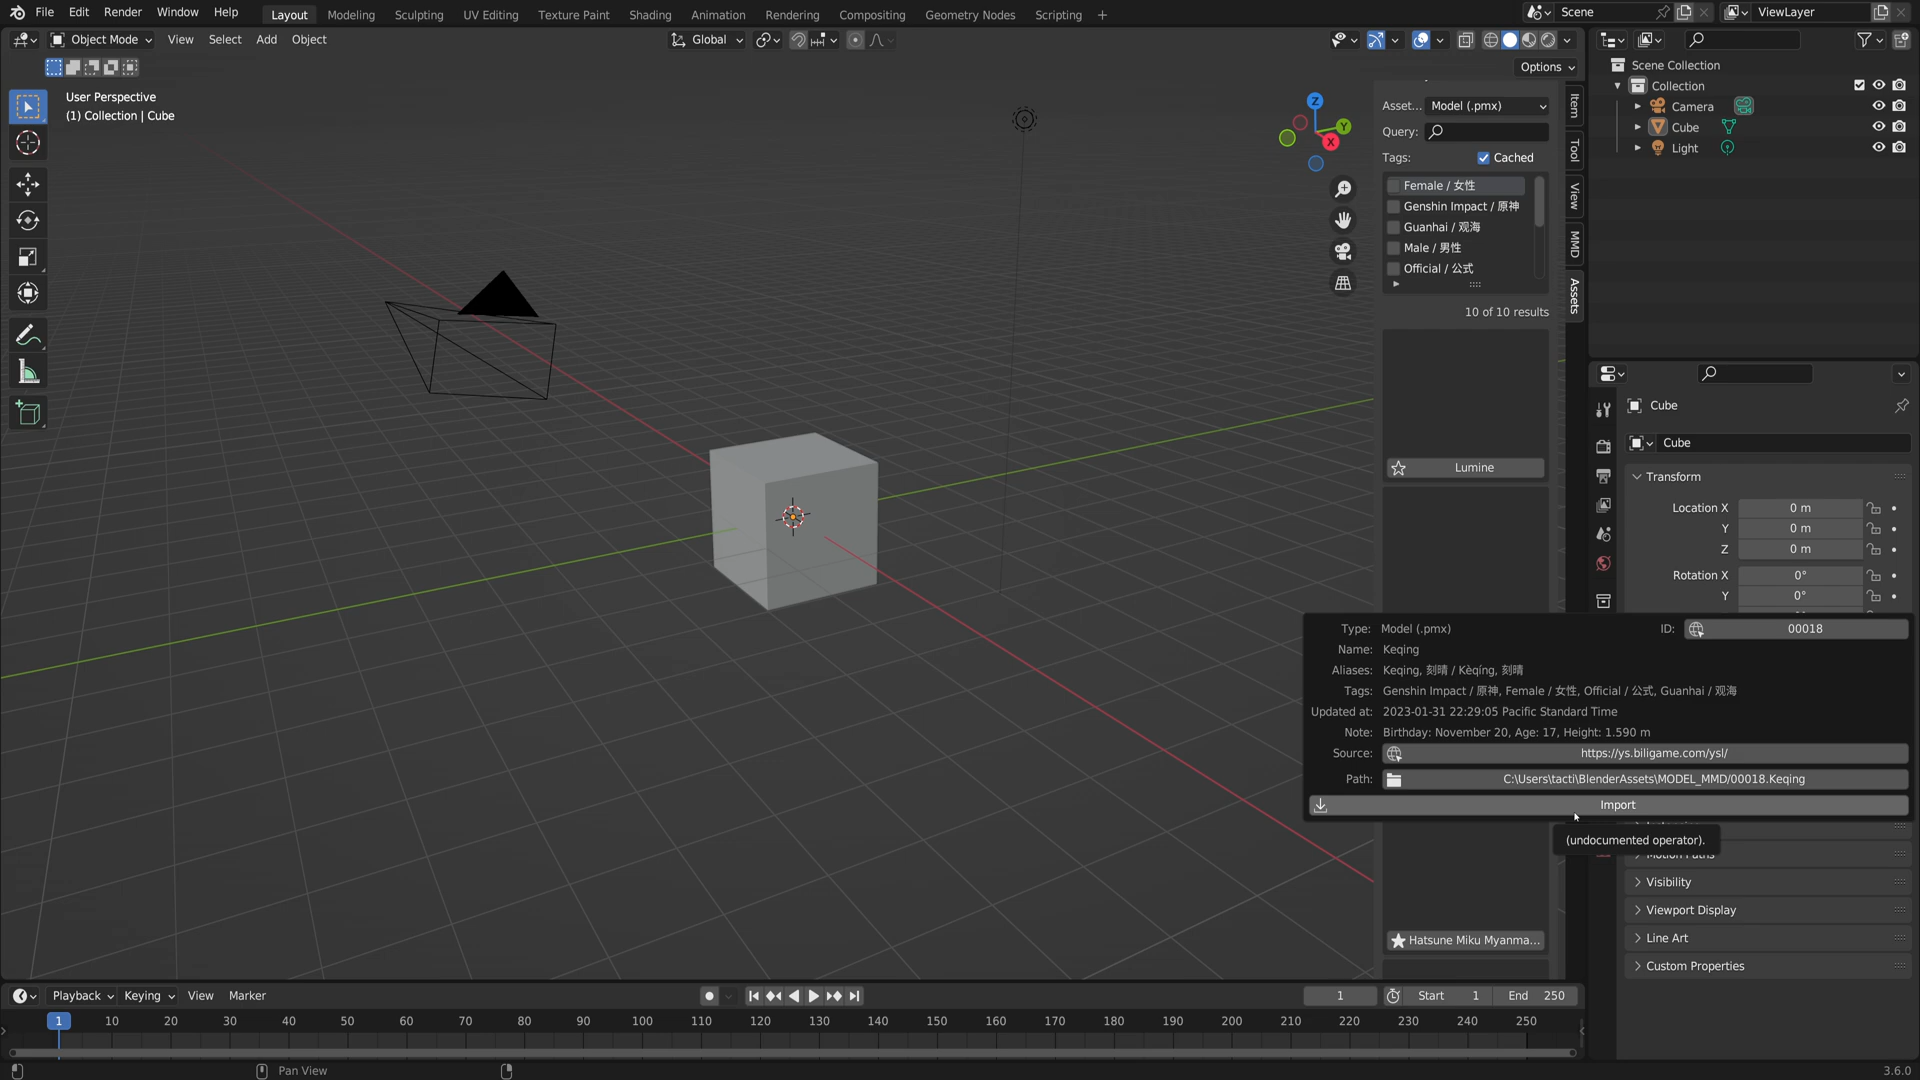 File Edit Render Window Help Layout Modeling Sculpting UV Editing Texture Paint Shading Animation Rendering Compositing Geometry Nodes Scripting + Scene ViewLayer
Object Mode View Select Add Object Global
Options
User Perspective
(1) Collection | Cube
Z
Y
X
Asset... Model (.pmx)
Query:
Tags: Cached
Female / 女性
Genshin Impact / 原神
Guanhai / 观海
Male / 男性
Official / 公式
10 of 10 results
Lumine
Hatsune Miku Myanma...
Item
Tool
View
MMD
Assets
Scene Collection
Collection
Camera
Cube
Light
Cube
Cube
Transform
Location X 0 m
Y 0 m
Z 0 m
Rotation X 0°
Y 0°
Type: Model (.pmx) ID: 00018
Name: Keqing
Aliases: Keqing, 刻晴 / Kèqíng, 刻晴
Tags: Genshin Impact / 原神, Female / 女性, Official / 公式, Guanhai / 观海
Updated at: 2023-01-31 22:29:05 Pacific Standard Time
Note: Birthday: November 20, Age: 17, Height: 1.590 m
Source: https://ys.biligame.com/ysl/
Path: C:\Users\tacti\BlenderAssets\MODEL_MMD/00018.Keqing
Import
(undocumented operator).
Motion Paths
Visibility
Viewport Display
Line Art
Custom Properties
Playback Keying View Marker 1 Start 1 End 250
1 10 20 30 40 50 60 70 80 90 100 110 120 130 140 150 160 170 180 190 200 210 220 230 240 250
Pan View 3.6.0